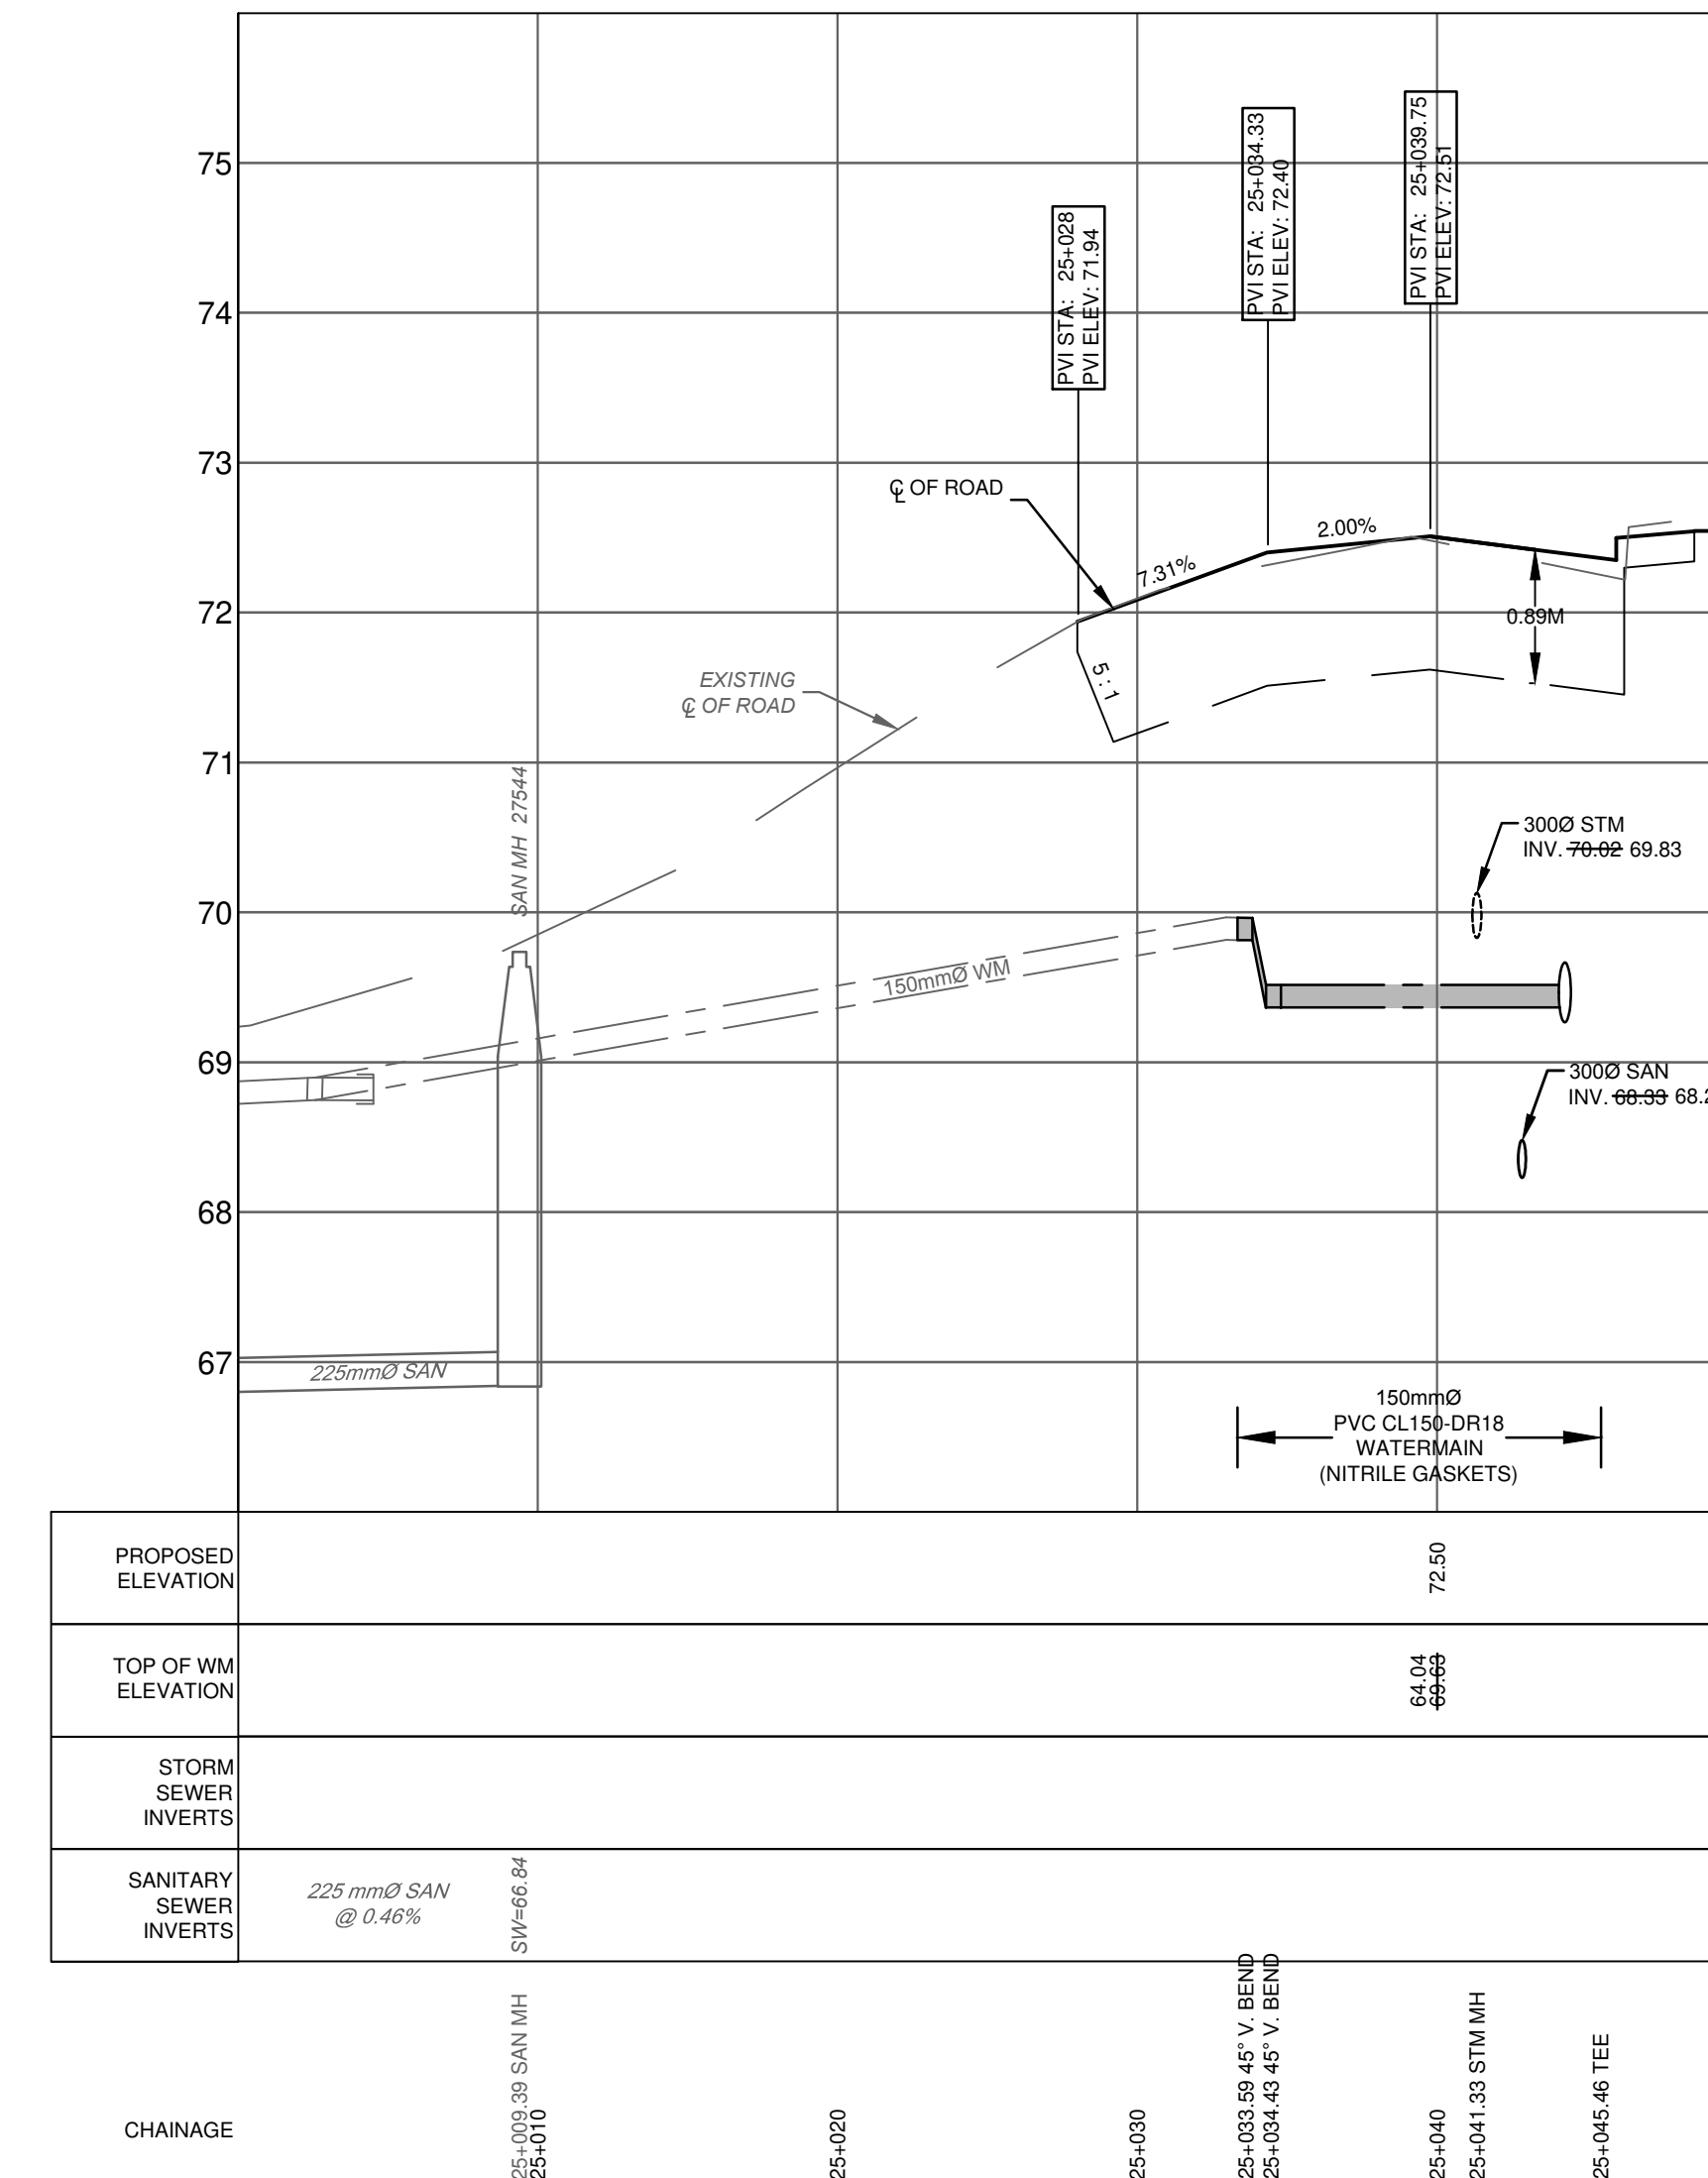 75
74
73
72
71
70
69
68
67
PVI STA: 25+028
PVI ELEV: 71.94
PVI STA: 25+034.33
PVI ELEV: 72.40
PVI STA: 25+039.75
PVI ELEV: 72.51
℄ OF ROAD
7.31%
2.00%
0.89M
5 : 1
EXISTING
℄ OF ROAD
SAN MH 27544
300Ø STM
INV. 70.02 69.83
150mmØ WM
300Ø SAN
INV. 68.33 68.2
225mmØ SAN
150mmØ
PVC CL150-DR18
WATERMAIN
(NITRILE GASKETS)
PROPOSED
ELEVATION
72.50
TOP OF WM
ELEVATION
64.04
69.63
STORM
SEWER
INVERTS
SANITARY
SEWER
INVERTS
225 mmØ SAN
@ 0.46%
SW=66.84
CHAINAGE
25+009.39 SAN MH
25+010
25+020
25+030
25+033.59 45° V. BEND
25+034.43 45° V. BEND
25+040
25+041.33 STM MH
25+045.46 TEE